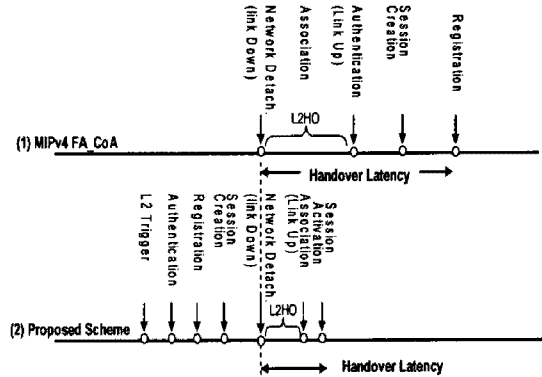 Network Detach
(link Down)
Association
Authentication
(Link Up)
Session
Creation
Registration
L2HO
(1) MIPv4 FA_CoA
Handover Latency
L2 Trigger
Authentication
Registration
Session
Creation
Network Detach
(link Down)
Association
(Link Up)
Session
Activation
L2HO
(2) Proposed Scheme
Handover Latency